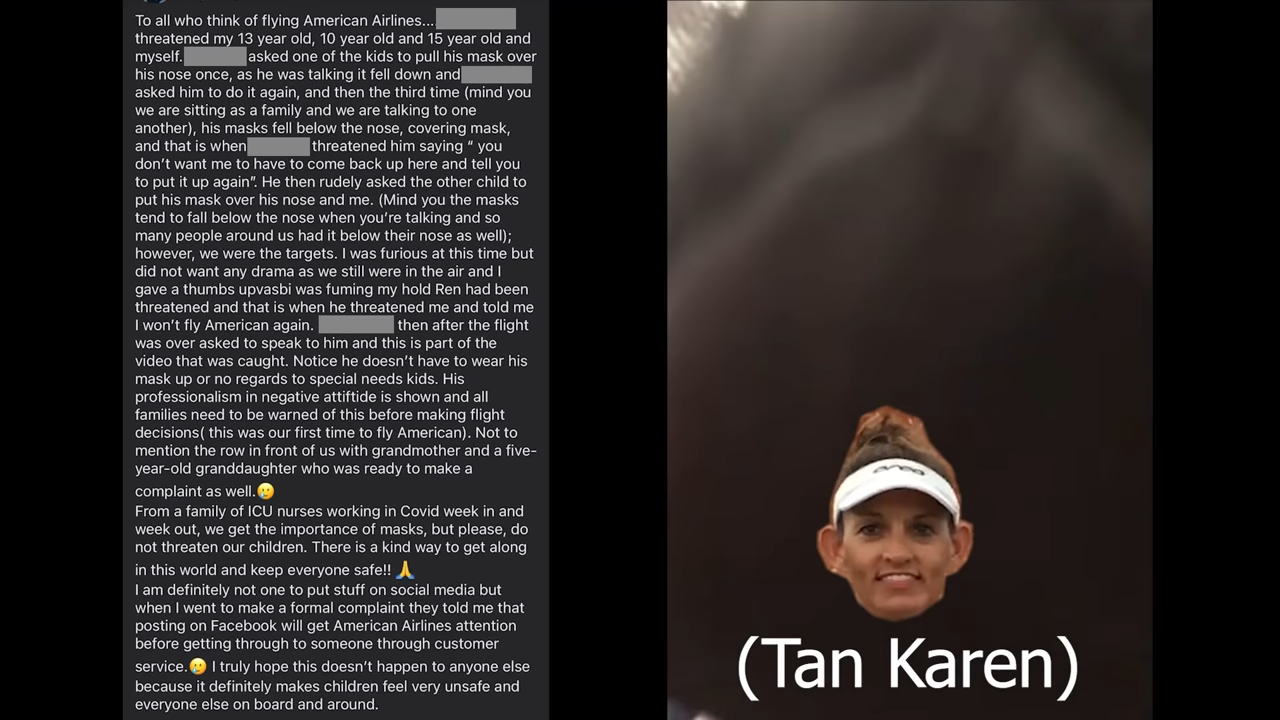 To all who think of flying American Airlines...
threatened my 13 year old, 10 year old and 15 year old and
myself. asked one of the kids to pull his mask over
his nose once, as he was talking it fell down and
asked him to do it again, and then the third time (mind you
we are sitting as a family and we are talking to one
another), his masks fell below the nose, covering mask,
and that is when threatened him saying “ you
don’t want me to have to come back up here and tell you
to put it up again”. He then rudely asked the other child to
put his mask over his nose and me. (Mind you the masks
tend to fall below the nose when you’re talking and so
many people around us had it below their nose as well);
however, we were the targets. I was furious at this time but
did not want any drama as we still were in the air and I
gave a thumbs upvasbi was fuming my hold Ren had been
threatened and that is when he threatened me and told me
I won’t fly American again. then after the flight
was over asked to speak to him and this is part of the
video that was caught. Notice he doesn’t have to wear his
mask up or no regards to special needs kids. His
professionalism in negative attiftide is shown and all
families need to be warned of this before making flight
decisions( this was our first time to fly American). Not to
mention the row in front of us with grandmother and a five-
year-old granddaughter who was ready to make a
complaint as well.🥲
From a family of ICU nurses working in Covid week in and
week out, we get the importance of masks, but please, do
not threaten our children. There is a kind way to get along
in this world and keep everyone safe!! 🙏
I am definitely not one to put stuff on social media but
when I went to make a formal complaint they told me that
posting on Facebook will get American Airlines attention
before getting through to someone through customer
service.🥲 I truly hope this doesn’t happen to anyone else
because it definitely makes children feel very unsafe and
everyone else on board and around.
(Tan Karen)